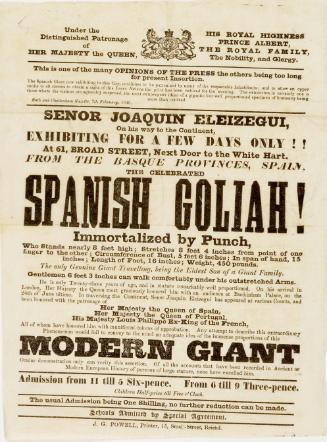 Under the
Distinguished Patronage
of
HER MAJESTY the QUEEN,
HIS ROYAL HIGHNESS
PRINCE ALBERT,
THE ROYAL FAMILY,
The Nobility, and Clergy.
This is one of the many OPINIONS OF THE PRESS the others being too long
for present Insertion.
SENOR JOAQUIN ELEIZEGUI,
On his way to the Continent,
EXHIBITING FOR A FEW DAYS ONLY!!
At 61, BROAD STREET, Next Door to the White Hart.
FROM THE BASQUE PROVINCES, SPAIN,
THE CELEBRATED
SPANISH GOLIAH!
Immortalized by Punch,
Who Stands nearly 8 feet high; Stretches 8 feet 4 inches from point of one
finger to the other; Circumference of Bust, 5 feet 6 inches; In span of hand, 15
inches; Length of Foot, 16 inches; Weight, 450 pounds.
The only Genuine Giant Travelling, being the Eldest Son of a Giant Family.
Gentlemen 6 feet 3 inches can walk comfortably under his outstretched Arms.
Her Majesty the Queen of Spain,
Her Majesty the Queen of Portugal,
His Majesty Louis Philippe Ex-King of the French,
MODERN GIANT
Admission from 11 till 5 Six-pence. From 6 till 9 Three-pence.
Children Half-price till Five o'Clock.
The usual Admission being One Shilling, no further reduction can be made.
Schools Admitted by Special Agreement.
J. G. POWELL, Printer, Street, Bristol.